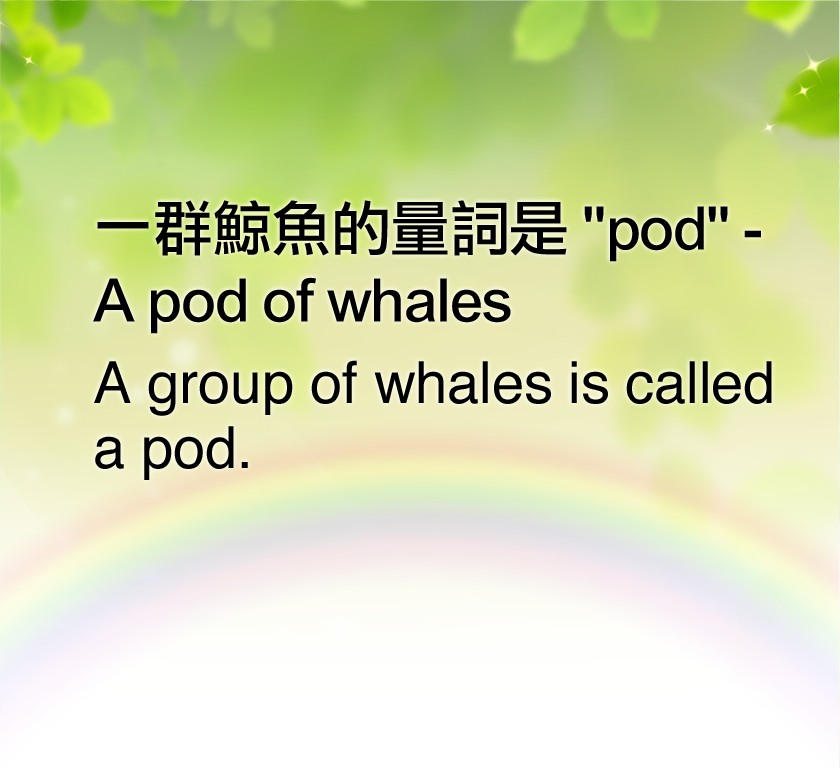 一群鯨魚的量詞是 "pod" -
A pod of whales
A group of whales is called
a pod.